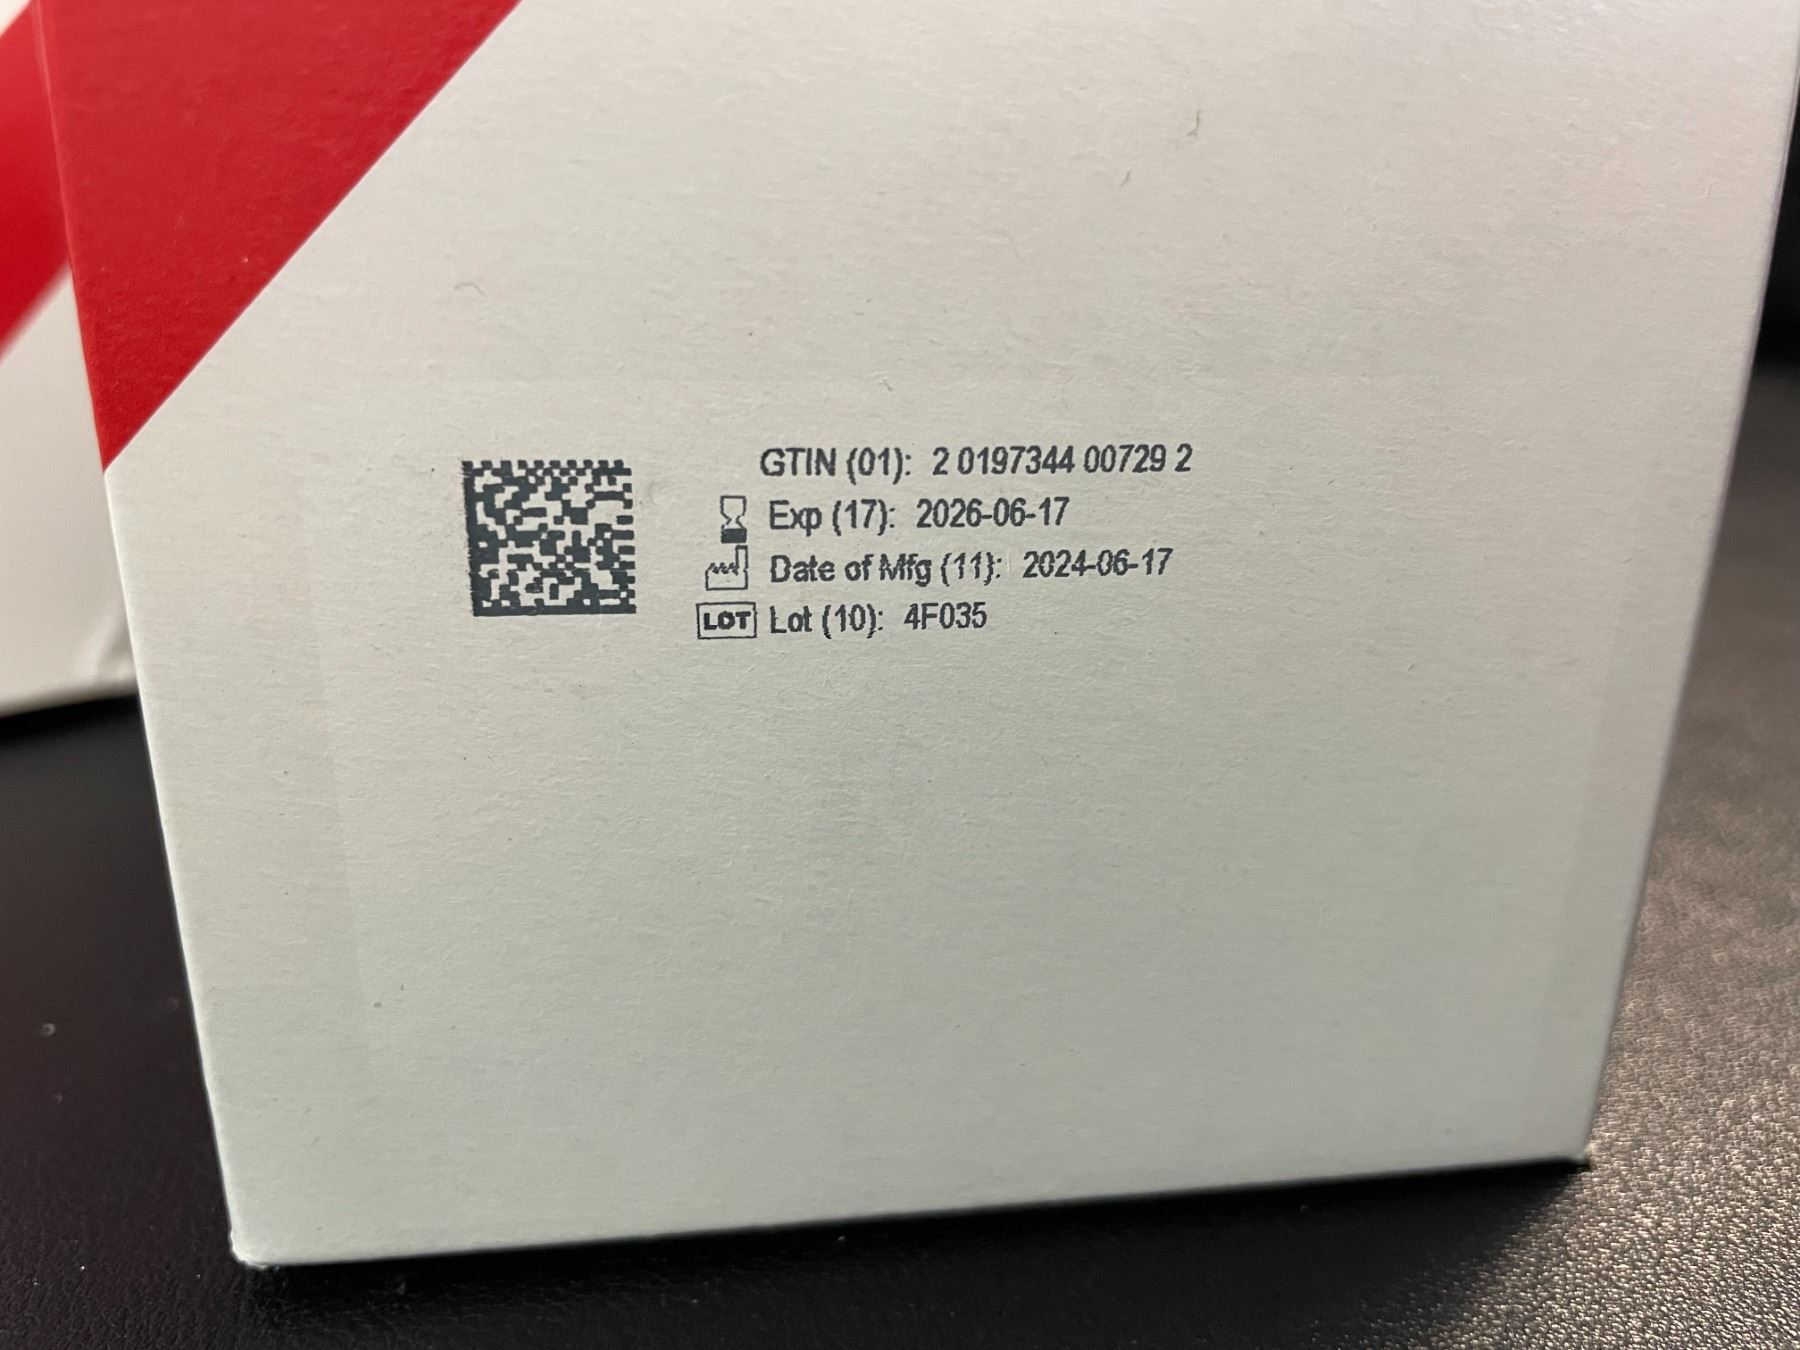 GTIN (01): 2 0197344 00729 2
Exp (17): 2026-06-17
Date of Mfg (11): 2024-06-17
LOT Lot (10): 4F035